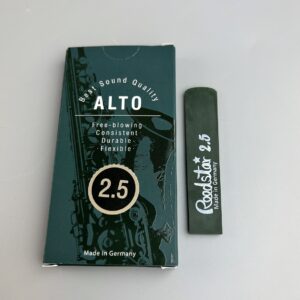 Best Sound Quality
ALTO
Free-blowing
Consistent
Durable
Flexible
2.5
Made in Germany
Reedstar 2.5
Made in Germany